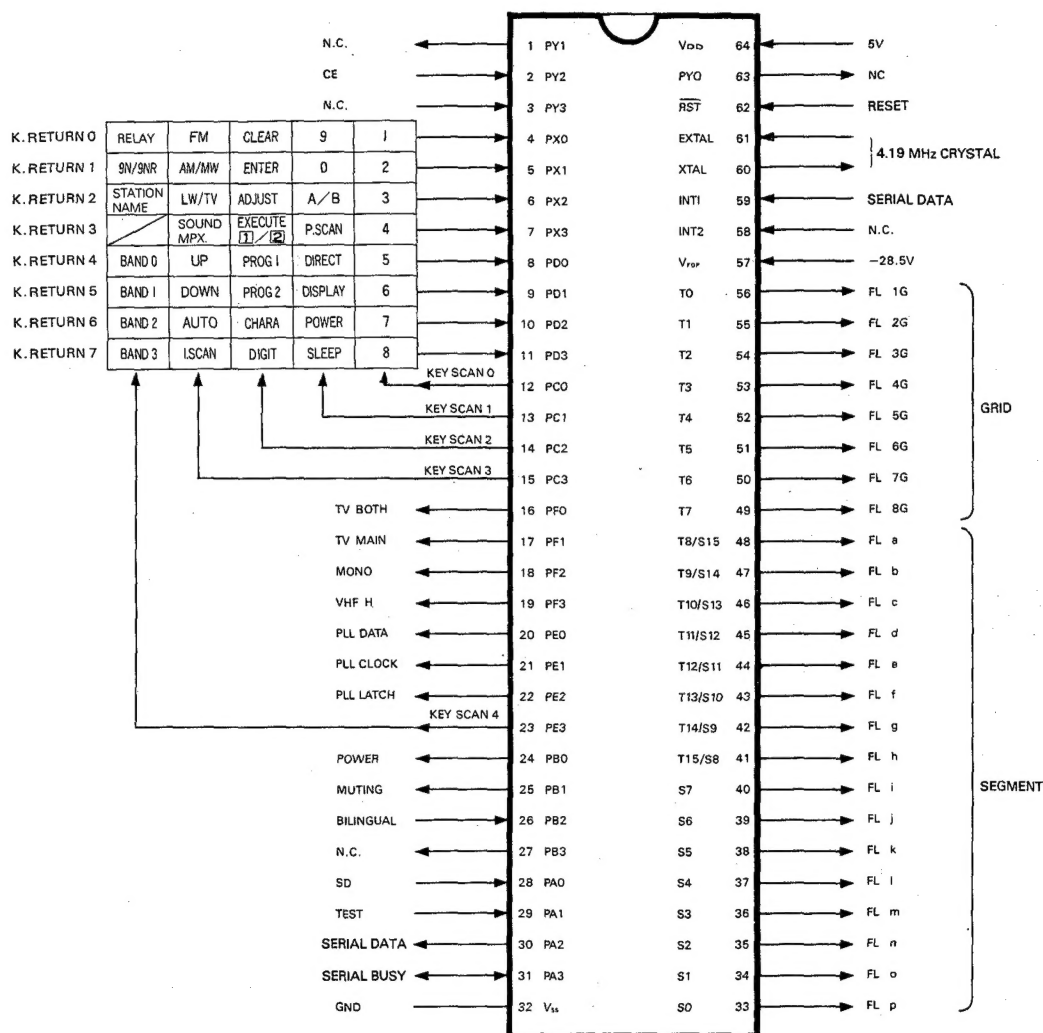 N.C. 1 PY1 VDD 64 5V
CE 2 PY2 PYO 63 NC
N.C. 3 PY3 RST 62 RESET
K.RETURN 0 RELAY FM CLEAR 9 1 4 PX0 EXTAL 61
4.19 MHz CRYSTAL
K.RETURN 1 9N/9NR AM/MW ENTER 0 2 5 PX1 XTAL 60
K.RETURN 2 STATION NAME LW/TV ADJUST A/B 3 6 PX2 INT1 59 SERIAL DATA
K.RETURN 3 SOUND MPX. EXECUTE 1/2 P.SCAN 4 7 PX3 INT2 58 N.C.
K.RETURN 4 BAND 0 UP PROG 1 DIRECT 5 8 PD0 VFDP 57 −28.5V
K.RETURN 5 BAND 1 DOWN PROG 2 DISPLAY 6 9 PD1 T0 56 FL 1G
K.RETURN 6 BAND 2 AUTO CHARA POWER 7 10 PD2 T1 55 FL 2G
K.RETURN 7 BAND 3 I.SCAN DIGIT SLEEP 8 11 PD3 T2 54 FL 3G
KEY SCAN 0 12 PC0 T3 53 FL 4G
GRID
KEY SCAN 1 13 PC1 T4 52 FL 5G
KEY SCAN 2 14 PC2 T5 51 FL 6G
KEY SCAN 3 15 PC3 T6 50 FL 7G
TV BOTH 16 PF0 T7 49 FL 8G
TV MAIN 17 PF1 T8/S15 48 FL a
MONO 18 PF2 T9/S14 47 FL b
VHF H 19 PF3 T10/S13 46 FL c
PLL DATA 20 PE0 T11/S12 45 FL d
PLL CLOCK 21 PE1 T12/S11 44 FL e
PLL LATCH 22 PE2 T13/S10 43 FL f
KEY SCAN 4 23 PE3 T14/S9 42 FL g
POWER 24 PB0 T15/S8 41 FL h
SEGMENT
MUTING 25 PB1 S7 40 FL i
BILINGUAL 26 PB2 S6 39 FL j
N.C. 27 PB3 S5 38 FL k
SD 28 PA0 S4 37 FL l
TEST 29 PA1 S3 36 FL m
SERIAL DATA 30 PA2 S2 35 FL n
SERIAL BUSY 31 PA3 S1 34 FL o
GND 32 Vss S0 33 FL p